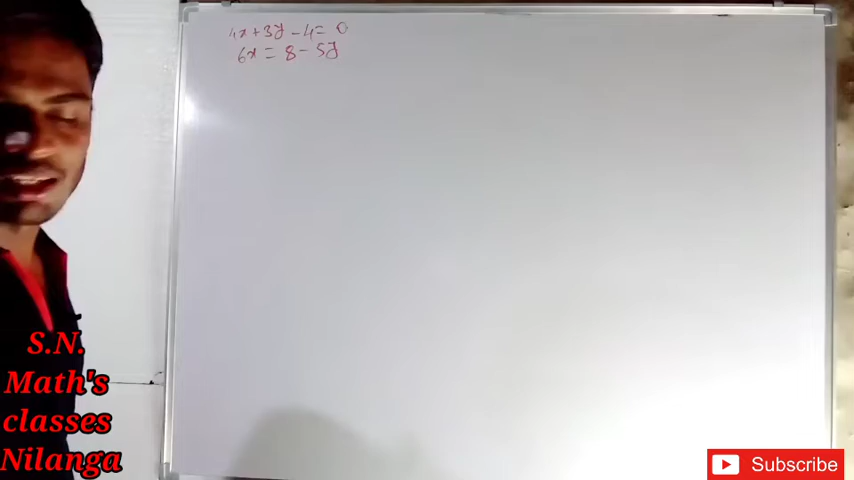 4x + 3y - 4 = 0
6x = 8 - 5y
S.N.
Math's
classes
Nilanga
Subscribe